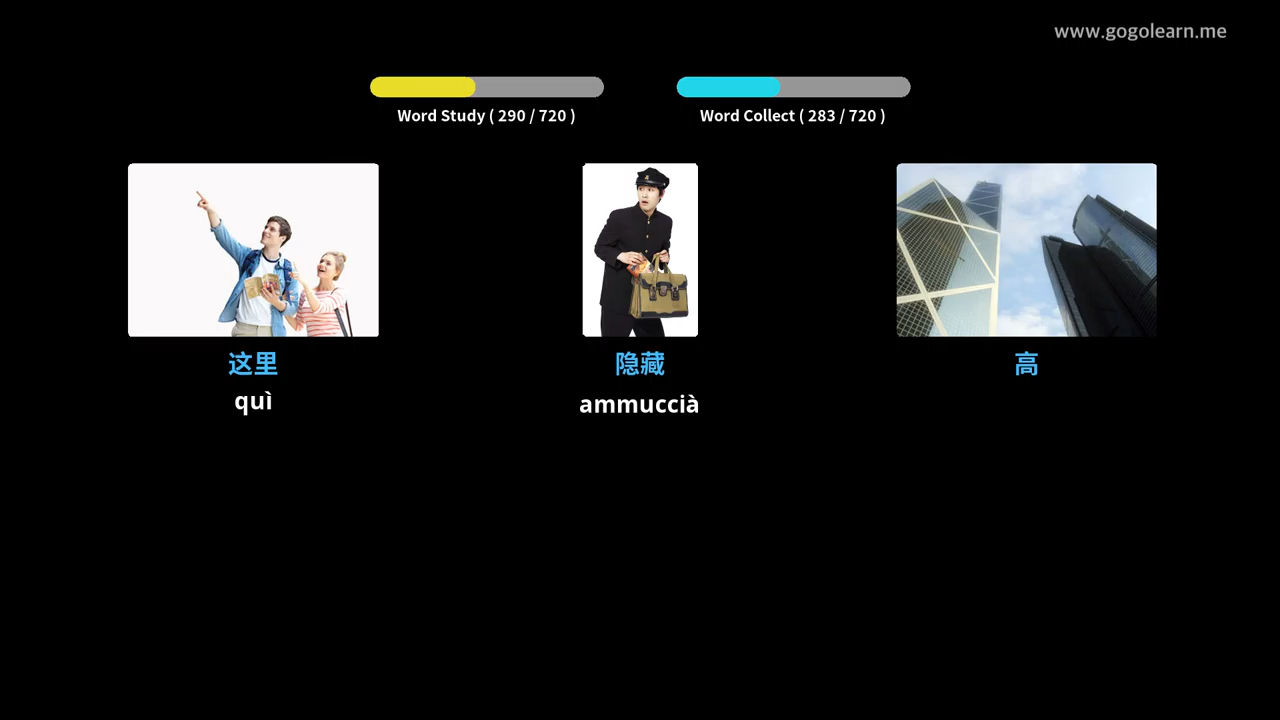 www.gogolearn.me
Word Study ( 290 / 720 )
Word Collect ( 283 / 720 )
这里
quì
隐藏
ammuccià
高